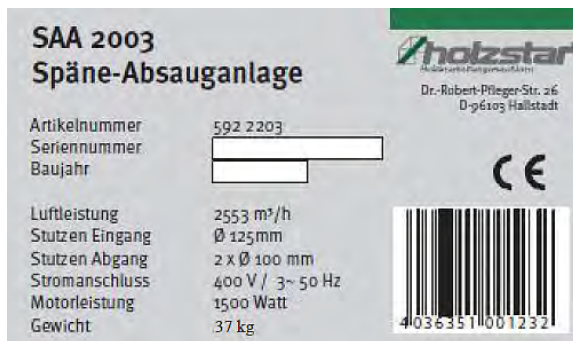 SAA 2003
Späne-Absauganlage
holzstar
Dr.-Robert-Pfleger-Str. 26
D-96103 Hallstadt
Artikelnummer 592 2203
Seriennummer
Baujahr
CE
Luftleistung 2553 m³/h
Stutzen Eingang Ø 125mm
Stutzen Abgang 2 x Ø 100 mm
Stromanschluss 400 V / 3~ 50 Hz
Motorleistung 1500 Watt
Gewicht 37 kg
4036351001232